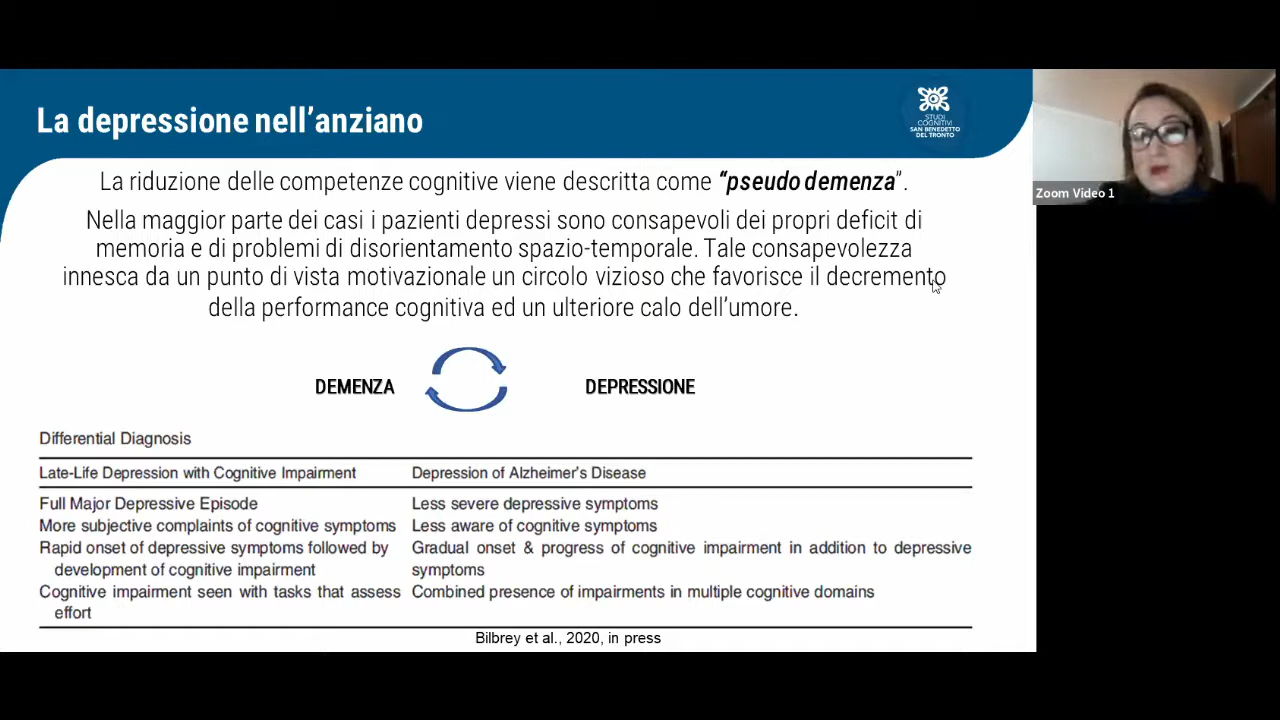 La depressione nell'anziano
STUDI
COGNITIVI
SAN BENEDETTO
DEL TRONTO
Zoom Video 1
La riduzione delle competenze cognitive viene descritta come “pseudo demenza”.
Nella maggior parte dei casi i pazienti depressi sono consapevoli dei propri deficit di
memoria e di problemi di disorientamento spazio-temporale. Tale consapevolezza
innesca da un punto di vista motivazionale un circolo vizioso che favorisce il decremento
della performance cognitiva ed un ulteriore calo dell'umore.
DEMENZA DEPRESSIONE
Differential Diagnosis
Late-Life Depression with Cognitive Impairment Depression of Alzheimer's Disease
Full Major Depressive Episode Less severe depressive symptoms
More subjective complaints of cognitive symptoms Less aware of cognitive symptoms
Rapid onset of depressive symptoms followed by Gradual onset & progress of cognitive impairment in addition to depressive
development of cognitive impairment symptoms
Cognitive impairment seen with tasks that assess Combined presence of impairments in multiple cognitive domains
effort
Bilbrey et al., 2020, in press